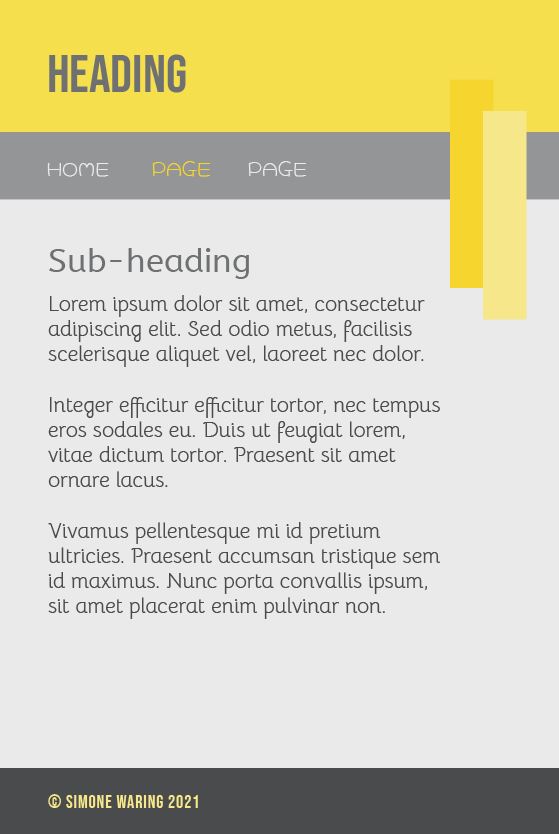 HEADING
HOME PAGE PAGE
Sub-heading
Lorem ipsum dolor sit amet, consectetur
adipiscing elit. Sed odio metus, facilisis
scelerisque aliquet vel, laoreet nec dolor.
Integer efficitur efficitur tortor, nec tempus
eros sodales eu. Duis ut feugiat lorem,
vitae dictum tortor. Praesent sit amet
ornare lacus.
Vivamus pellentesque mi id pretium
ultricies. Praesent accumsan tristique sem
id maximus. Nunc porta convallis ipsum,
sit amet placerat enim pulvinar non.
© SIMONE WARING 2021